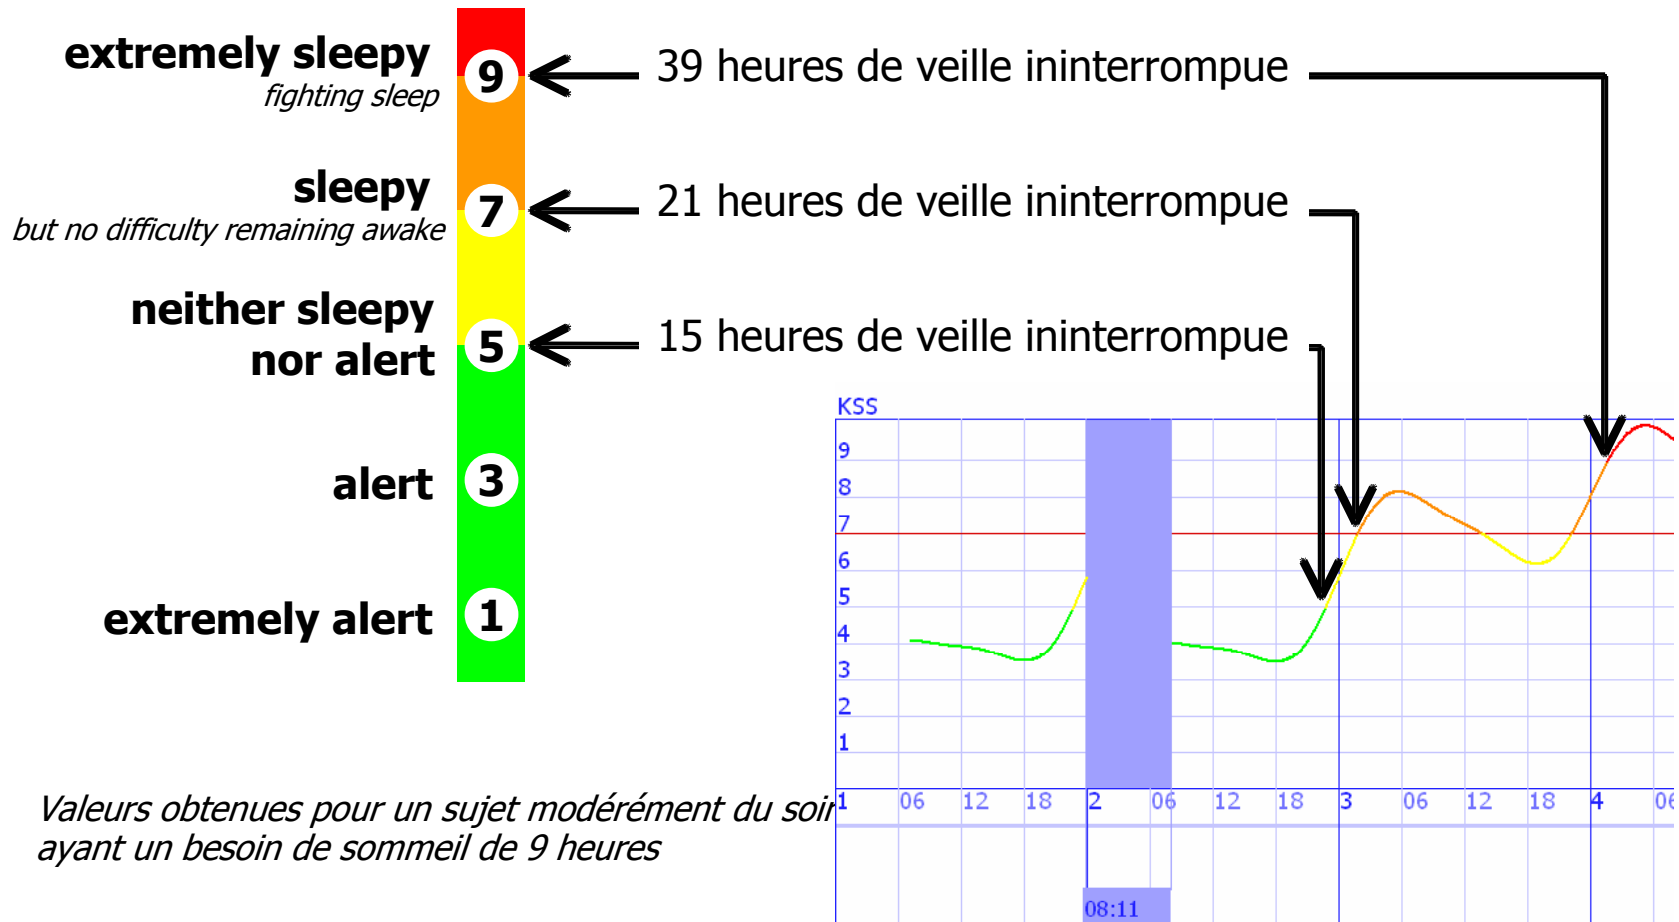 extremely sleepy
fighting sleep
9
39 heures de veille ininterrompue
sleepy
but no difficulty remaining awake
7
21 heures de veille ininterrompue
neither sleepy
nor alert
5
15 heures de veille ininterrompue
alert
3
extremely alert
1
KSS
9
8
7
6
5
4
3
2
1
1 06 12 18 2 06 12 18 3 06 12 18 4 06
08:11
Valeurs obtenues pour un sujet modérément du soir
ayant un besoin de sommeil de 9 heures